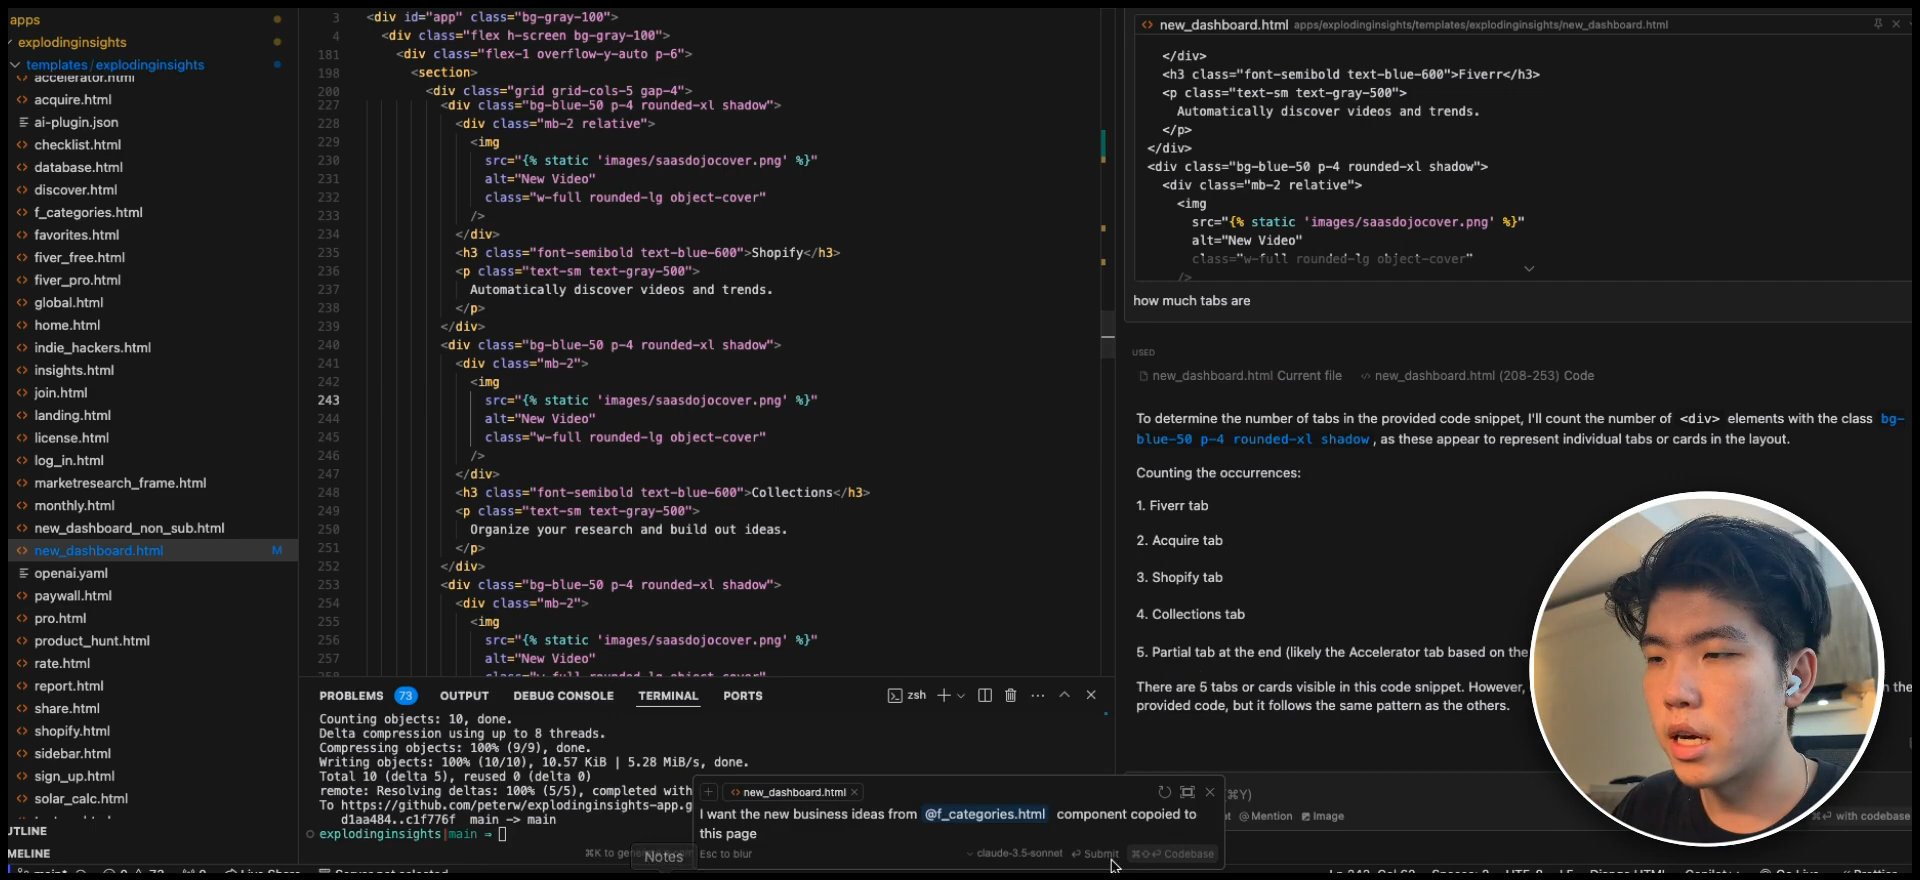 apps
explodinginsights
templates / explodinginsights
accelerator.html
acquire.html
ai-plugin.json
checklist.html
database.html
discover.html
f_categories.html
favorites.html
fiver_free.html
fiver_pro.html
global.html
home.html
indie_hackers.html
insights.html
join.html
landing.html
license.html
log_in.html
marketresearch_frame.html
monthly.html
new_dashboard_non_sub.html
new_dashboard.html M
openai.yaml
paywall.html
pro.html
product_hunt.html
rate.html
report.html
share.html
shopify.html
sidebar.html
sign_up.html
solar_calc.html
UTLINE
MELINE
3 <div id="app" class="bg-gray-100">
4 <div class="flex h-screen bg-gray-100">
181 <div class="flex-1 overflow-y-auto p-6">
198 <section>
200 <div class="grid grid-cols-5 gap-4">
227 <div class="bg-blue-50 p-4 rounded-xl shadow">
228 <div class="mb-2 relative">
229 <img
230 src="{% static 'images/saasdojocover.png' %}"
231 alt="New Video"
232 class="w-full rounded-lg object-cover"
233 />
234 </div>
235 <h3 class="font-semibold text-blue-600">Shopify</h3>
236 <p class="text-sm text-gray-500">
237 Automatically discover videos and trends.
238 </p>
239 </div>
240 <div class="bg-blue-50 p-4 rounded-xl shadow">
241 <div class="mb-2">
242 <img
243 src="{% static 'images/saasdojocover.png' %}"
244 alt="New Video"
245 class="w-full rounded-lg object-cover"
246 />
247 </div>
248 <h3 class="font-semibold text-blue-600">Collections</h3>
249 <p class="text-sm text-gray-500">
250 Organize your research and build out ideas.
251 </p>
252 </div>
253 <div class="bg-blue-50 p-4 rounded-xl shadow">
254 <div class="mb-2">
255 <img
256 src="{% static 'images/saasdojocover.png' %}"
257 alt="New Video"
PROBLEMS 73 OUTPUT DEBUG CONSOLE TERMINAL PORTS zsh
Counting objects: 10, done.
Delta compression using up to 8 threads.
Compressing objects: 100% (9/9), done.
Writing objects: 100% (10/10), 10.57 KiB | 5.28 MiB/s, done.
Total 10 (delta 5), reused 0 (delta 0)
remote: Resolving deltas: 100% (5/5), completed with
To https://github.com/peterw/explodinginsights-app.g
d1aa484..c1f776f main -> main
explodinginsights main
⌘K to gene
Notes
new_dashboard.html
I want the new business ideas from @f_categories.html component copoied to
this page
Esc to blur claude-3.5-sonnet Submit Codebase
new_dashboard.html apps/explodinginsights/templates/explodinginsights/new_dashboard.html
</div>
<h3 class="font-semibold text-blue-600">Fiverr</h3>
<p class="text-sm text-gray-500">
Automatically discover videos and trends.
</p>
</div>
<div class="bg-blue-50 p-4 rounded-xl shadow">
<div class="mb-2 relative">
<img
src="{% static 'images/saasdojocover.png' %}"
alt="New Video"
class="w-full rounded-lg object-cover"
/>
how much tabs are
USED
new_dashboard.html Current file new_dashboard.html (208-253) Code
To determine the number of tabs in the provided code snippet, I'll count the number of <div> elements with the class bg-
blue-50 p-4 rounded-xl shadow , as these appear to represent individual tabs or cards in the layout.
Counting the occurrences:
1. Fiverr tab
2. Acquire tab
3. Shopify tab
4. Collections tab
5. Partial tab at the end (likely the Accelerator tab based on the
There are 5 tabs or cards visible in this code snippet. However, n the
provided code, but it follows the same pattern as the others.
⌘Y)
@ Mention Image with codebase